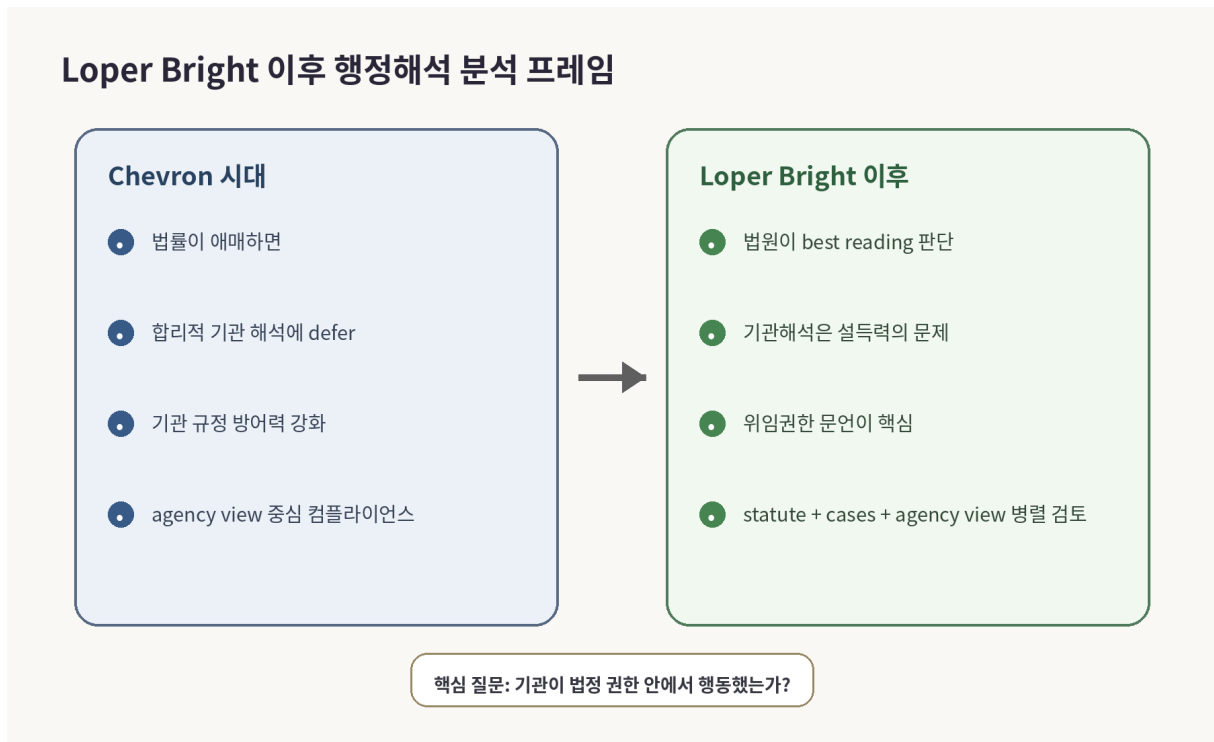 Loper Bright 이후 행정해석 분석 프레임
Chevron 시대
법률이 애매하면
합리적 기관 해석에 defer
기관 규정 방어력 강화
agency view 중심 컴플라이언스
Loper Bright 이후
법원이 best reading 판단
기관해석은 설득력의 문제
위임권한 문언이 핵심
statute + cases + agency view 병렬 검토
핵심 질문: 기관이 법정 권한 안에서 행동했는가?